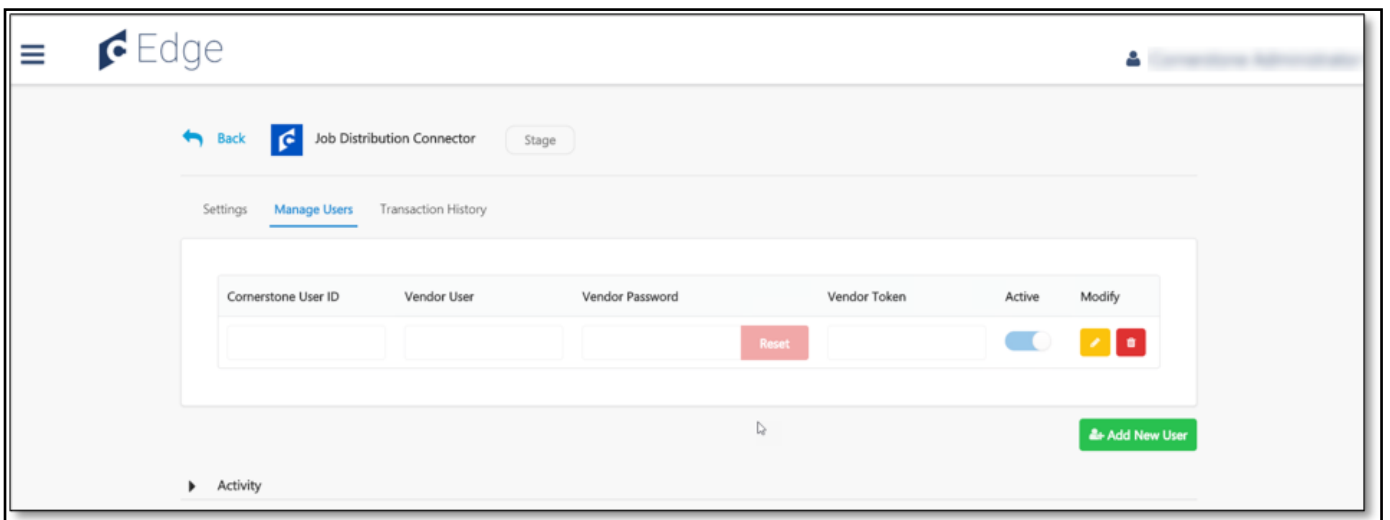 Edge
Back Job Distribution Connector Stage
Settings Manage Users Transaction History
Cornerstone User ID Vendor User Vendor Password Vendor Token Active Modify
Reset
Add New User
Activity